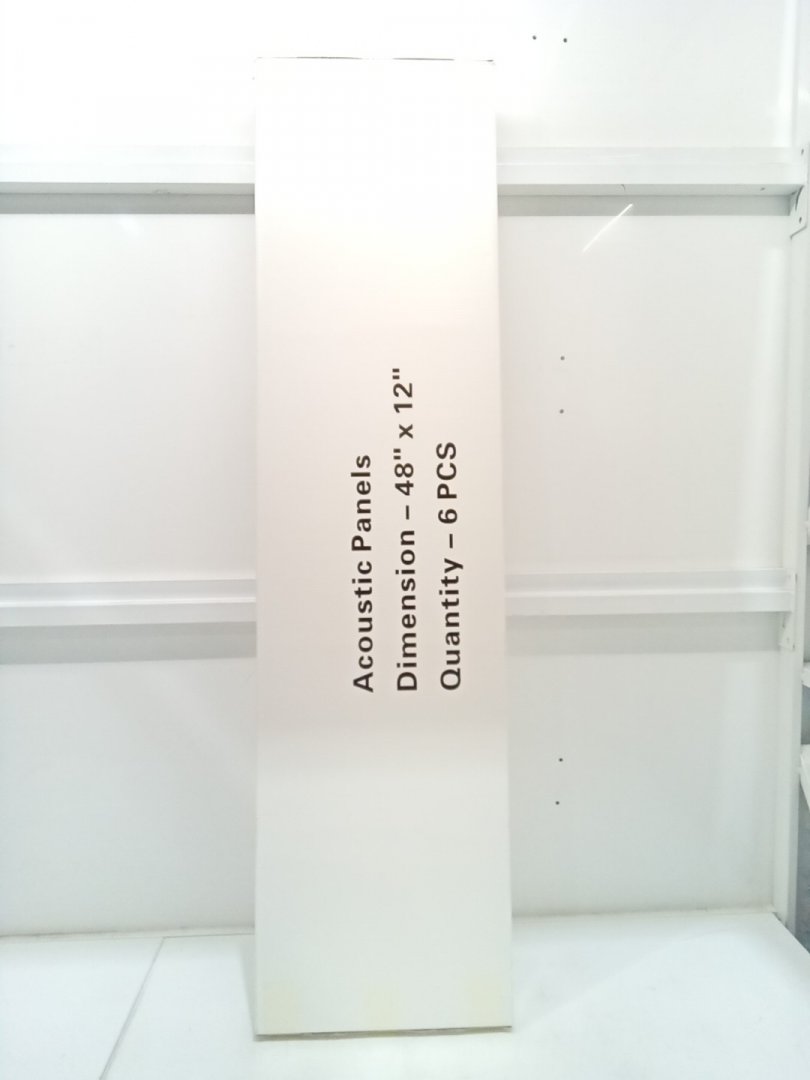 Acoustic Panels
Dimension – 48" x 12"
Quantity – 6 PCS